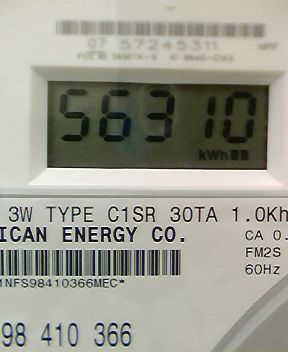 07 57245311
56310
kWh
3W TYPE C1SR 30TA 1.0Kh
ICAN ENERGY CO.
CA 0.
FM2S
60Hz
NFS98410366MEC*
98 410 366